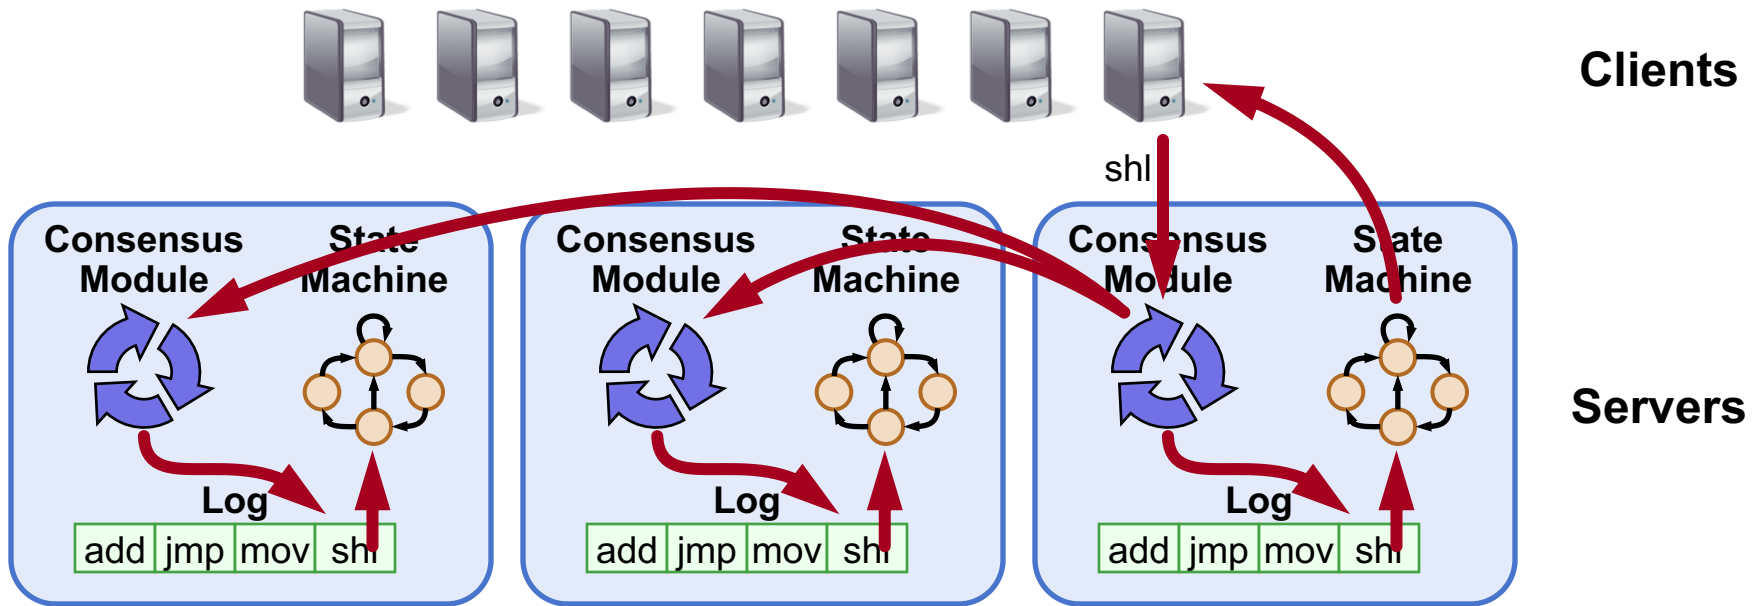 Clients
shl
Consensus Module
State Machine
Consensus Module
State Machine
Consensus Module
State Machine
Servers
Log
Log
Log
add jmp mov shl
add jmp mov shl
add jmp mov shl